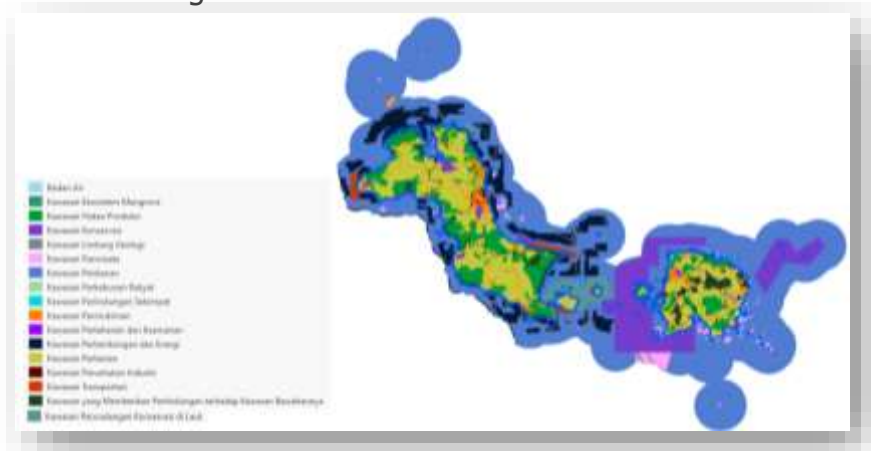 Badan Air
Kawasan Ekosistem Mangrove
Kawasan Hutan Produksi
Kawasan Konservasi
Kawasan Lindung Geologi
Kawasan Pariwisata
Kawasan Perikanan
Kawasan Perkebunan Rakyat
Kawasan Perlindungan Setempat
Kawasan Permukiman
Kawasan Pertahanan dan Keamanan
Kawasan Pertambangan dan Energi
Kawasan Pertanian
Kawasan Peruntukan Industri
Kawasan Transportasi
Kawasan yang Memberikan Perlindungan terhadap Kawasan Bawahannya
Kawasan Pencadangan Konservasi di Laut